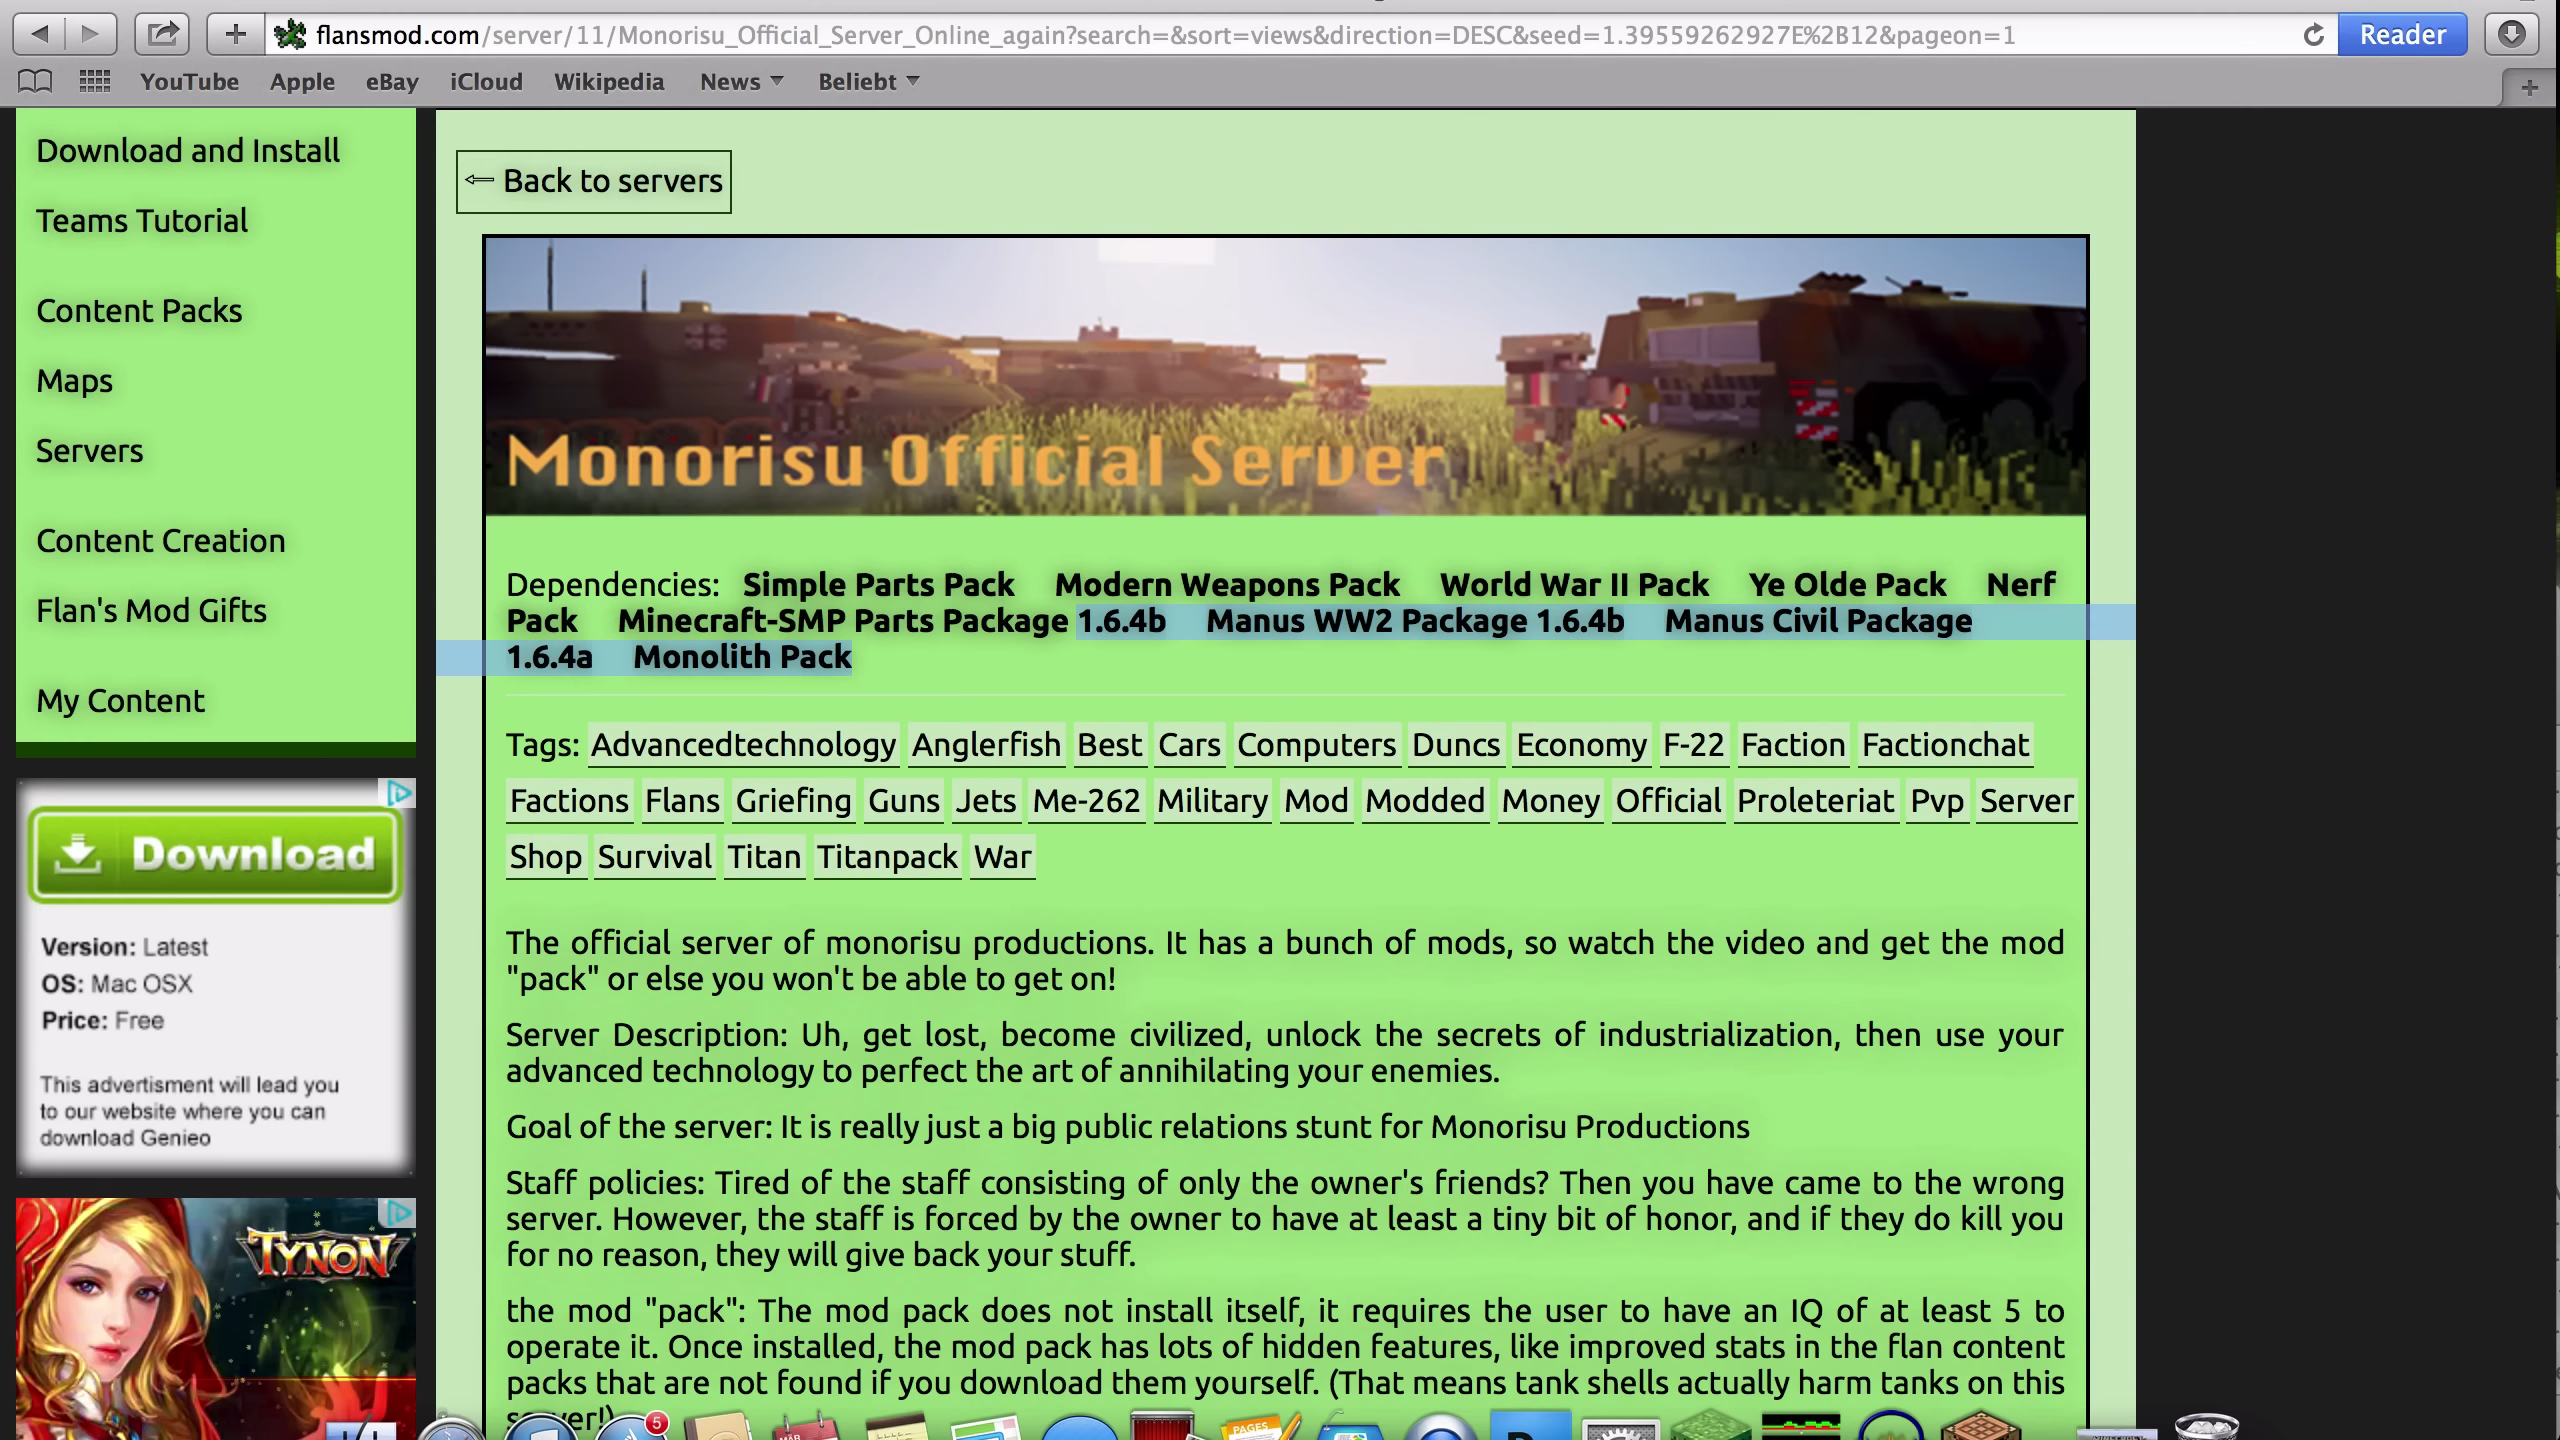 flansmod.com/server/11/Monorisu_Official_Server_Online_again?search=&sort=views&direction=DESC&seed=1.39559262927E%2B12&pageon=1
Reader
YouTube Apple eBay iCloud Wikipedia News Beliebt
Download and Install
Teams Tutorial
Content Packs
Maps
Servers
Content Creation
Flan's Mod Gifts
My Content
Download
Version: Latest
OS: Mac OSX
Price: Free
This advertisment will lead you
to our website where you can
download Genieo
TYNON
Back to servers
Monorisu Official Server
Dependencies: Simple Parts Pack Modern Weapons Pack World War II Pack Ye Olde Pack Nerf
Pack Minecraft-SMP Parts Package 1.6.4b Manus WW2 Package 1.6.4b Manus Civil Package
1.6.4a Monolith Pack
Tags: Advancedtechnology Anglerfish Best Cars Computers Duncs Economy F-22 Faction Factionchat
Factions Flans Griefing Guns Jets Me-262 Military Mod Modded Money Official Proleteriat Pvp Server
Shop Survival Titan Titanpack War
The official server of monorisu productions. It has a bunch of mods, so watch the video and get the mod
"pack" or else you won't be able to get on!
Server Description: Uh, get lost, become civilized, unlock the secrets of industrialization, then use your
advanced technology to perfect the art of annihilating your enemies.
Goal of the server: It is really just a big public relations stunt for Monorisu Productions
Staff policies: Tired of the staff consisting of only the owner's friends? Then you have came to the wrong
server. However, the staff is forced by the owner to have at least a tiny bit of honor, and if they do kill you
for no reason, they will give back your stuff.
the mod "pack": The mod pack does not install itself, it requires the user to have an IQ of at least 5 to
operate it. Once installed, the mod pack has lots of hidden features, like improved stats in the flan content
packs that are not found if you download them yourself. (That means tank shells actually harm tanks on this
server!)
5
PAGES